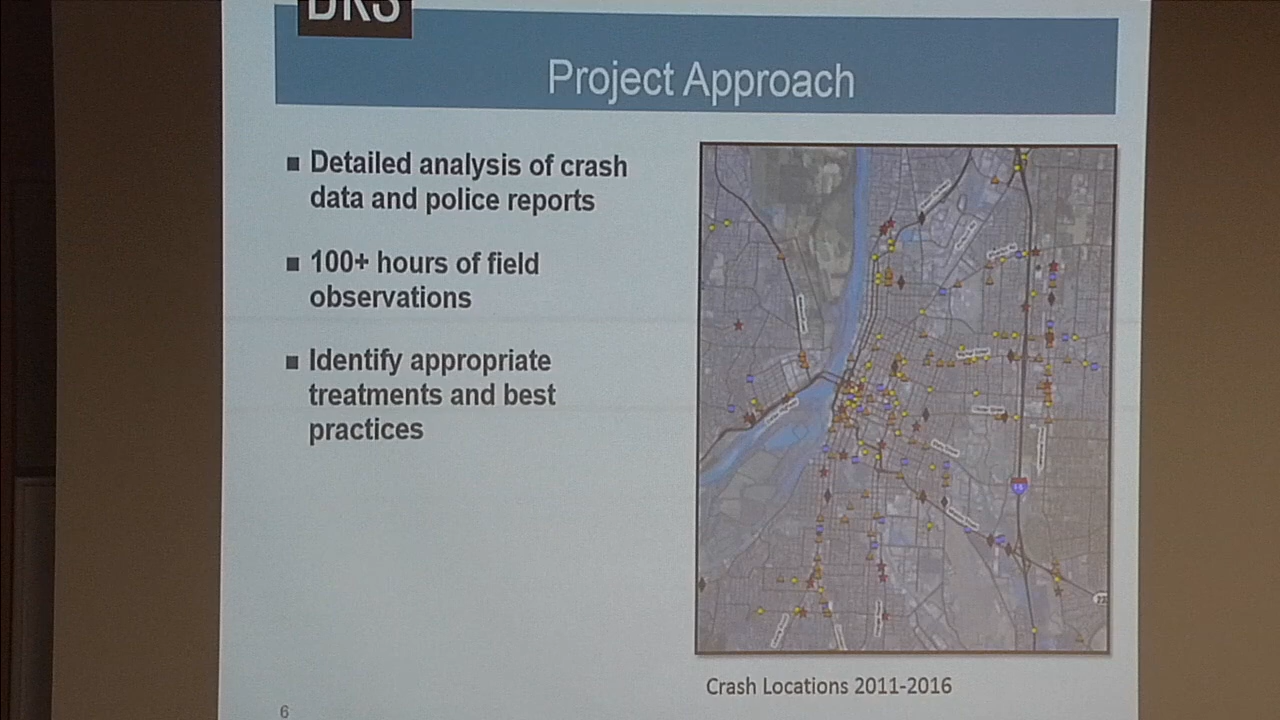 DKS
Project Approach
■ Detailed analysis of crash
data and police reports
■ 100+ hours of field
observations
■ Identify appropriate
treatments and best
practices
Crash Locations 2011-2016
6